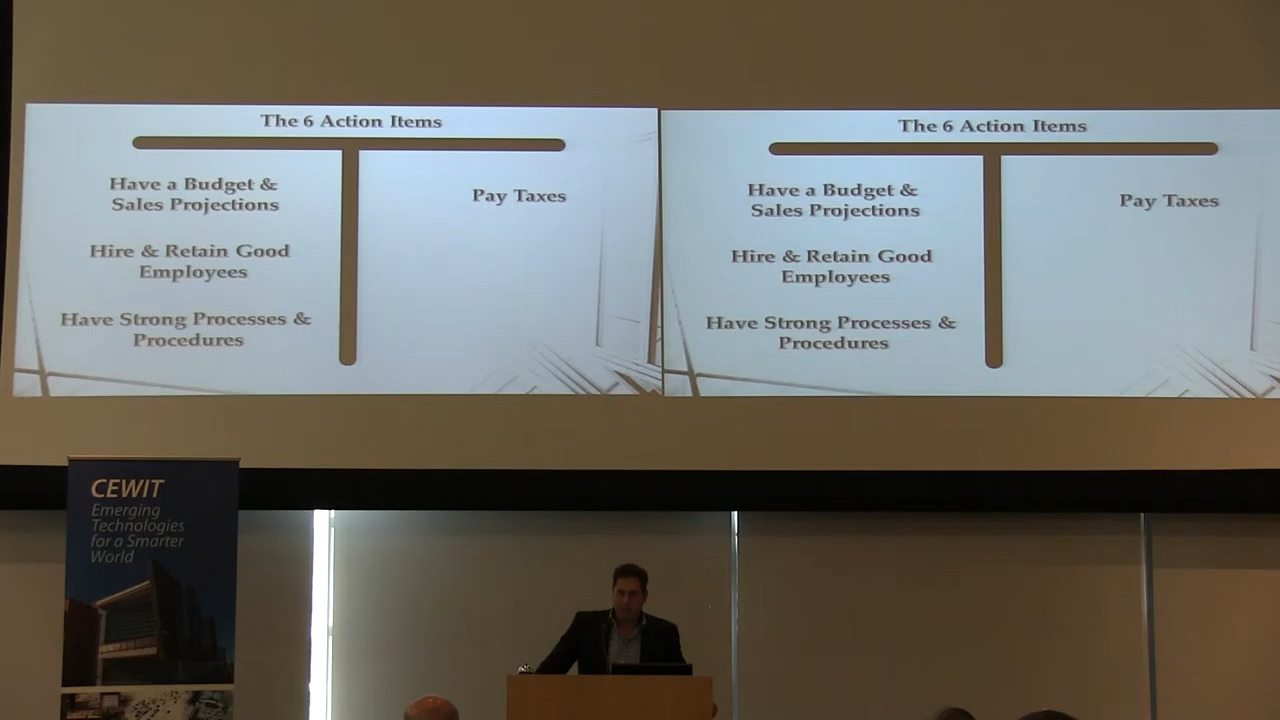 The 6 Action Items
Have a Budget &
Sales Projections
Pay Taxes
Hire & Retain Good
Employees
Have Strong Processes &
Procedures
The 6 Action Items
Have a Budget &
Sales Projections
Pay Taxes
Hire & Retain Good
Employees
Have Strong Processes &
Procedures
CEWIT
Emerging
Technologies
for a Smarter
World